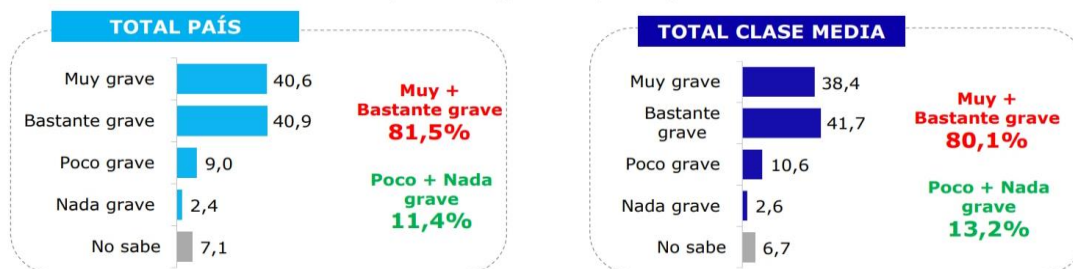 TOTAL PAÍS
Muy grave 40,6
Bastante grave 40,9
Poco grave 9,0
Nada grave 2,4
No sabe 7,1
Muy +
Bastante grave
81,5%
Poco + Nada
grave
11,4%
TOTAL CLASE MEDIA
Muy grave 38,4
Bastante
grave 41,7
Poco grave 10,6
Nada grave 2,6
No sabe 6,7
Muy +
Bastante grave
80,1%
Poco + Nada
grave
13,2%